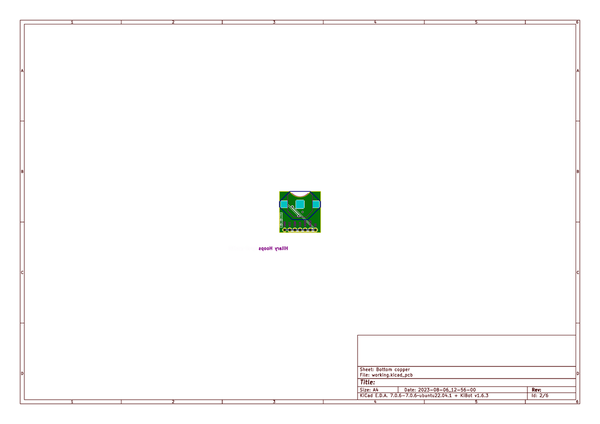 1 2 3 4 5 6
A A
B B
Hilary Hoops
C C
Sheet: Bottom copper
File: working.kicad_pcb
D D
Title:
Size: A4 Date: 2023-08-06_12-56-00 Rev:
KiCad E.D.A. 7.0.6-7.0.6~ubuntu22.04.1 + KiBot v1.6.3 Id: 2/6
1 2 3 4 5 6